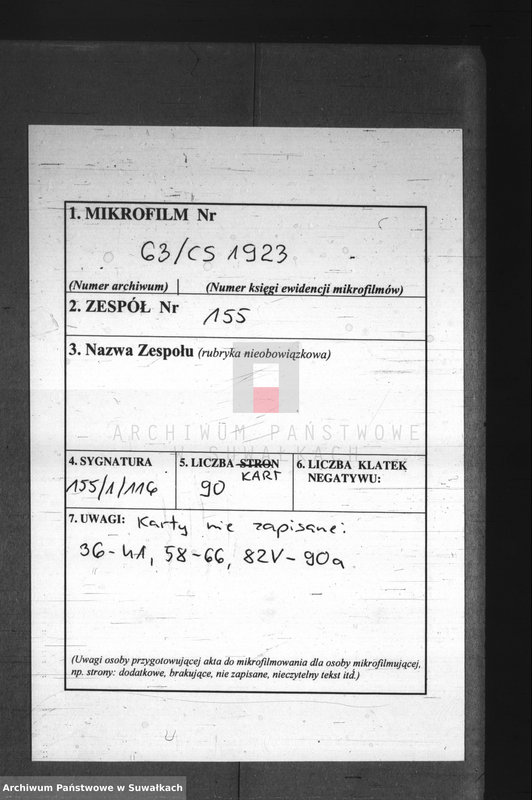 1. MIKROFILM Nr
63/CS 1923
(Numer archiwum) (Numer księgi ewidencji mikrofilmów)
2. ZESPÓŁ Nr 155
3. Nazwa Zespołu (rubryka nieobowiązkowa)
ARCHIWUM PAŃSTWOWE
W SUWAŁKACH
4. SYGNATURA
155/1/116
5. LICZBA STRON
KART
90
6. LICZBA KLATEK
NEGATYWU:
7. UWAGI: Karty nie zapisane:
36-41, 58-66, 82V-90a
(Uwagi osoby przygotowującej akta do mikrofilmowania dla osoby mikrofilmującej,
np. strony: dodatkowe, brakujące, nie zapisane, nieczytelny tekst itd.)
Archiwum Państwowe w Suwałkach